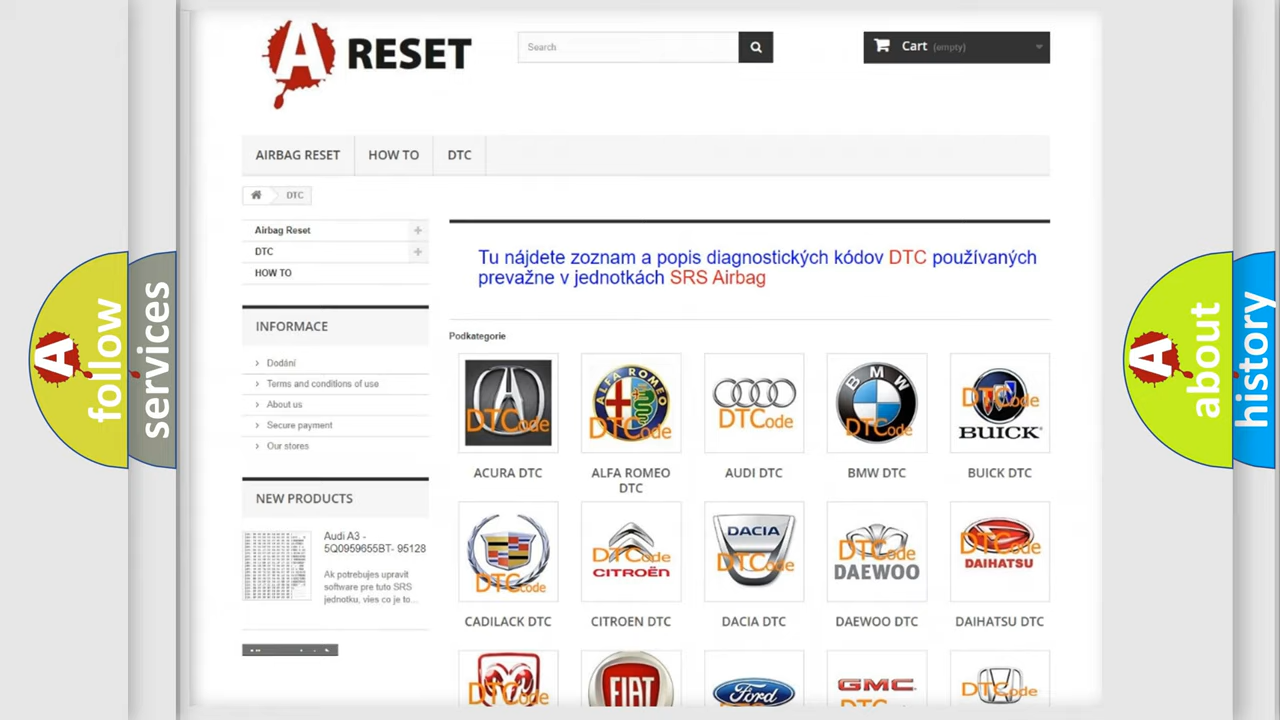 A RESET
Search
Cart (empty)
AIRBAG RESET
HOW TO
DTC
DTC
Airbag Reset
DTC
HOW TO
Tu nájdete zoznam a popis diagnostických kódov DTC používaných
prevažne v jednotkách SRS Airbag
INFORMACE
Podkategorie
Dodání
Terms and conditions of use
About us
Secure payment
Our stores
DTCode
ALFA ROMEO
DTCode
DTCode
BMW
DTCode
DTCode
BUICK
ACURA DTC
ALFA ROMEO
DTC
AUDI DTC
BMW DTC
BUICK DTC
NEW PRODUCTS
Audi A3 -
5Q0959655BT- 95128
Ak potrebujes upravit
software pre tuto SRS
jednotku, vies co je to...
DTCode
DTCode
CITROËN
DACIA
DTCode
DTCode
DAEWOO
DTCode
DAIHATSU
CADILACK DTC
CITROEN DTC
DACIA DTC
DAEWOO DTC
DAIHATSU DTC
DTCode
FIAT
Ford
GMC
DTCode
A follow
services
A about
history